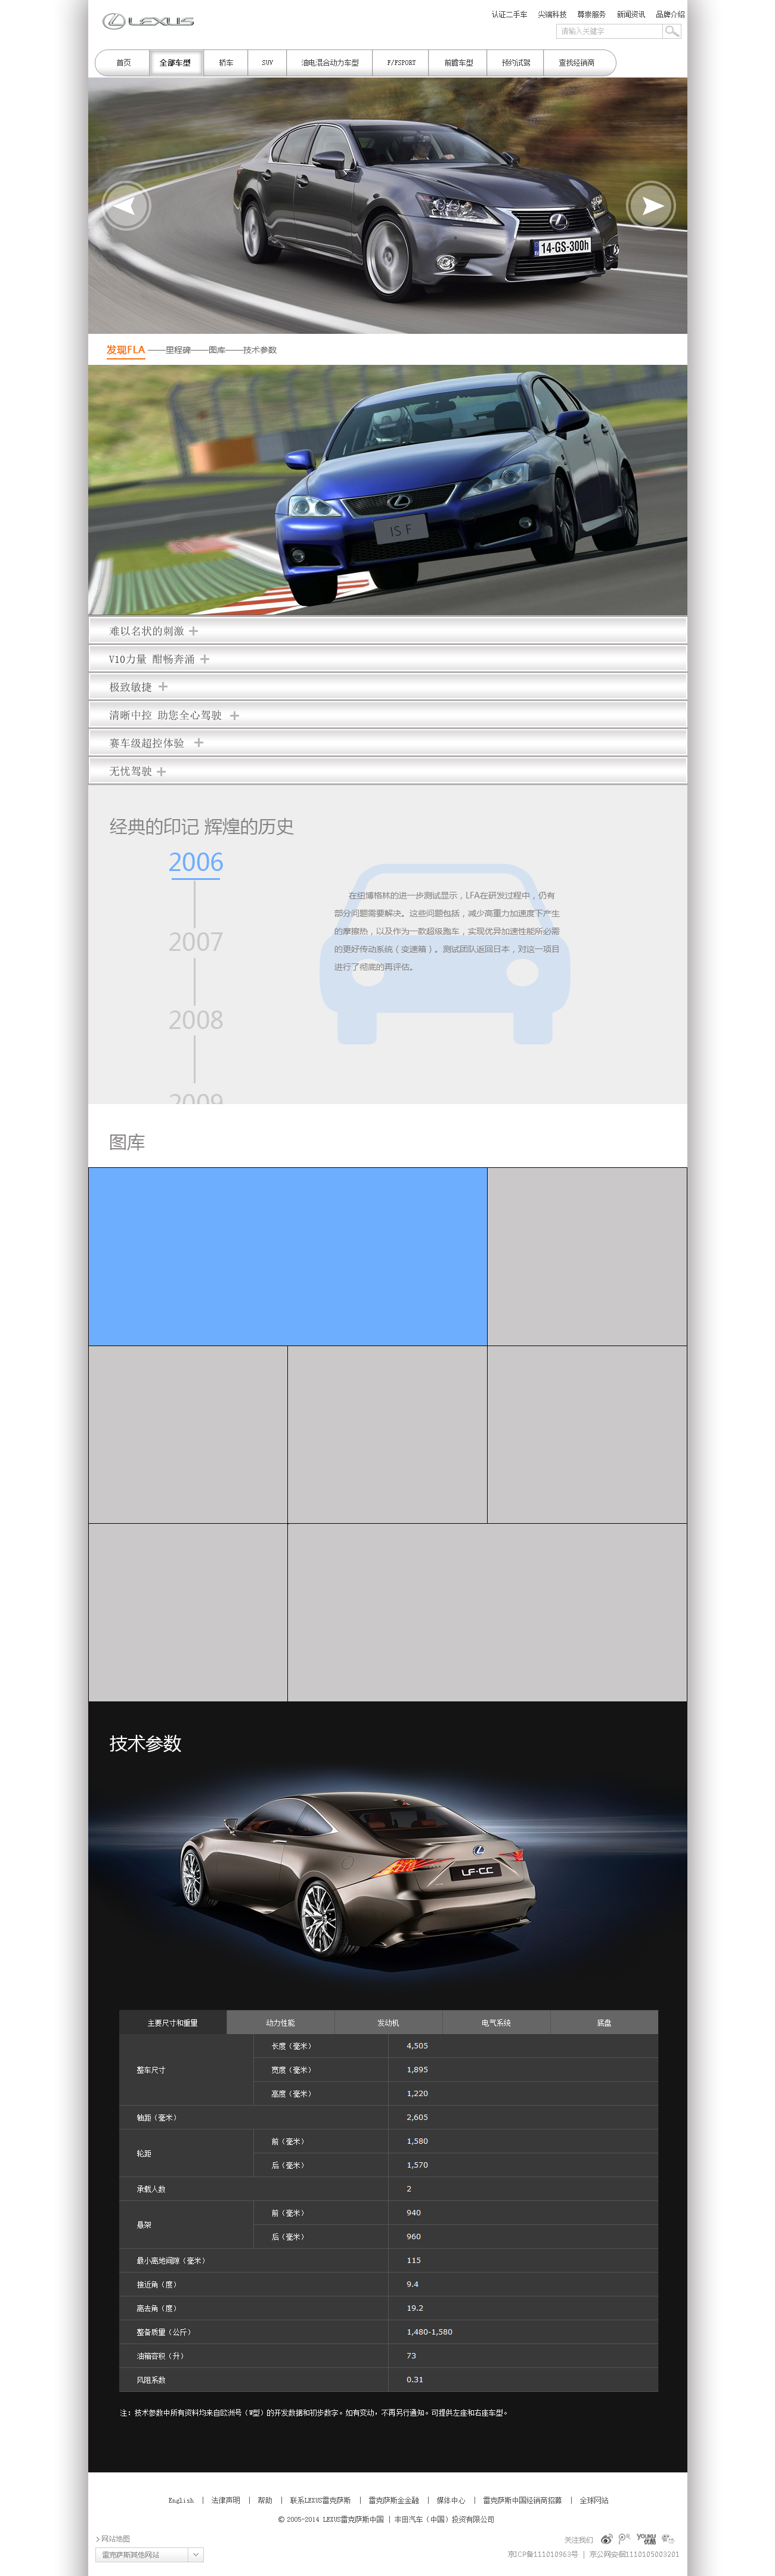 LEXUS
认证二手车 尖端科技 尊崇服务 新闻资讯 品牌介绍
请输入关键字
首页 全部车型 轿车 SUV 油电混合动力车型 F/FSPORT 前瞻车型 预约试驾 查找经销商
14-GS-300h
发现FLA ——里程碑——图库——技术参数
IS F
难以名状的刺激
V10力量 酣畅奔涌
极致敏捷
清晰中控 助您全心驾驶
赛车级超控体验
无忧驾驶
经典的印记 辉煌的历史
2006
2007
2008
2009
在纽博格林的进一步测试显示，LFA在研发过程中，仍有
部分问题需要解决。这些问题包括，减少高重力加速度下产生
的摩擦热，以及作为一款超级跑车，实现优异加速性能所必需
的更好传动系统（变速箱）。测试团队返回日本，对这一项目
进行了彻底的再评估。
图库
技术参数
LF-CC
主要尺寸和重量 动力性能 发动机 电气系统 底盘
整车尺寸 长度（毫米） 4,505
宽度（毫米） 1,895
高度（毫米） 1,220
轴距（毫米） 2,605
轮距 前（毫米） 1,580
后（毫米） 1,570
承载人数 2
悬架 前（毫米） 940
后（毫米） 960
最小离地间隙（毫米） 115
接近角（度） 9.4
离去角（度） 19.2
整备质量（公斤） 1,480-1,580
油箱容积（升） 73
风阻系数 0.31
注：技术参数中所有资料均来自欧洲号（W型）的开发数据和初步数字。如有变动，不再另行通知。可提供左座和右座车型。
English | 法律声明 | 帮助 | 联系LEXUS雷克萨斯 | 雷克萨斯金金融 | 媒体中心 | 雷克萨斯中国经销商招募 | 全球网站
© 2005-2014 LEXUS雷克萨斯中国 | 丰田汽车（中国）投资有限公司
网站地图
关注我们 YOUKU 优酷
雷克萨斯其他网站
京ICP备111010963号 | 京公网安备1110105003201